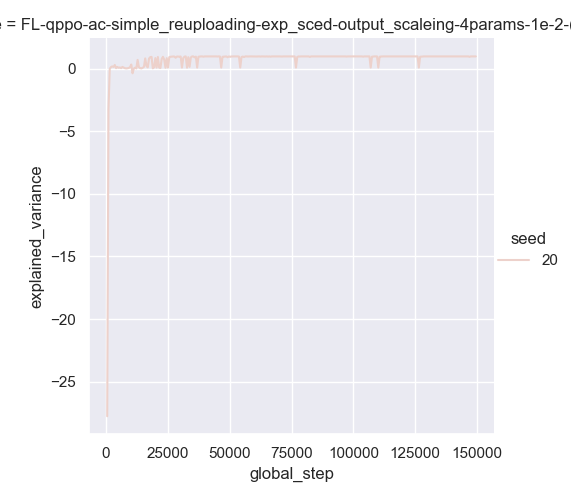 e = FL-qppo-ac-simple_reuploading-exp_sced-output_scaleing-4params-1e-2-
0
−5
−10
−15
−20
−25
explained_variance
0 25000 50000 75000 100000 125000 150000
global_step
seed
20